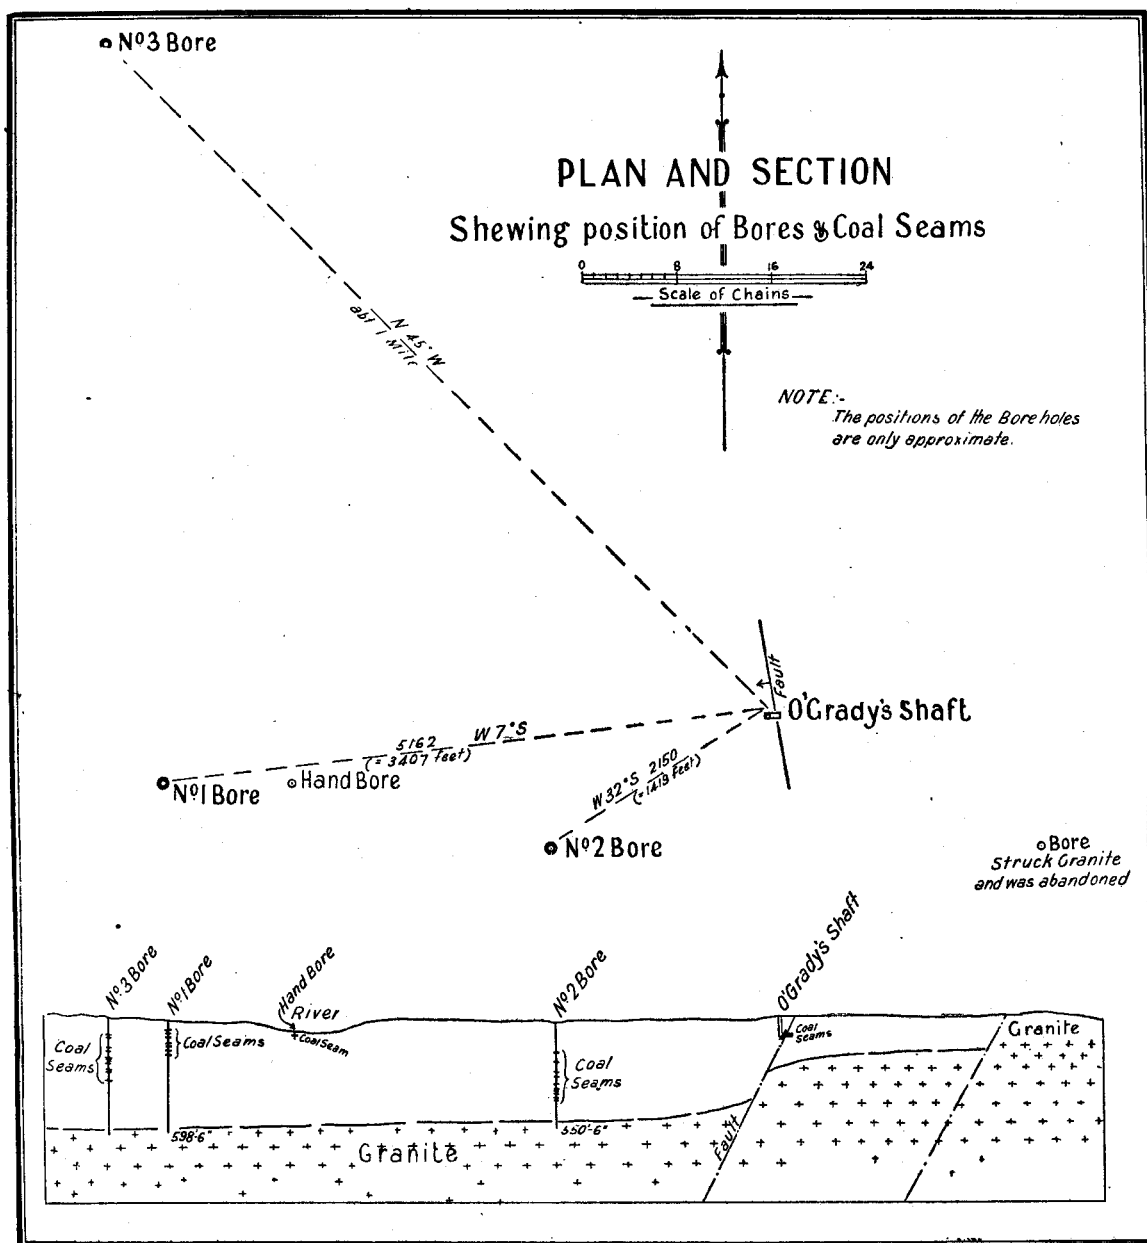 Nº3 Bore
PLAN AND SECTION
Shewing position of Bores & Coal Seams
0 8 16 24
Scale of Chains
N 45° W
abt 1 Mile
NOTE:-
The positions of the Bore holes
are only approximate.
Fault
O'Grady's Shaft
W 7° S
5162
(= 3407 feet)
Nº1 Bore
Hand Bore
W 32° S 2150
(= 1419 feet)
Nº2 Bore
Bore
Struck Granite
and was abandoned
Nº3 Bore
Nº1 Bore
Hand Bore
River
Nº2 Bore
O'Grady's Shaft
Coal
Seams
Coal Seams
Coal Seam
Coal
Seams
Coal
Seams
Granite
598'-6"
550'-6"
Granite
Fault